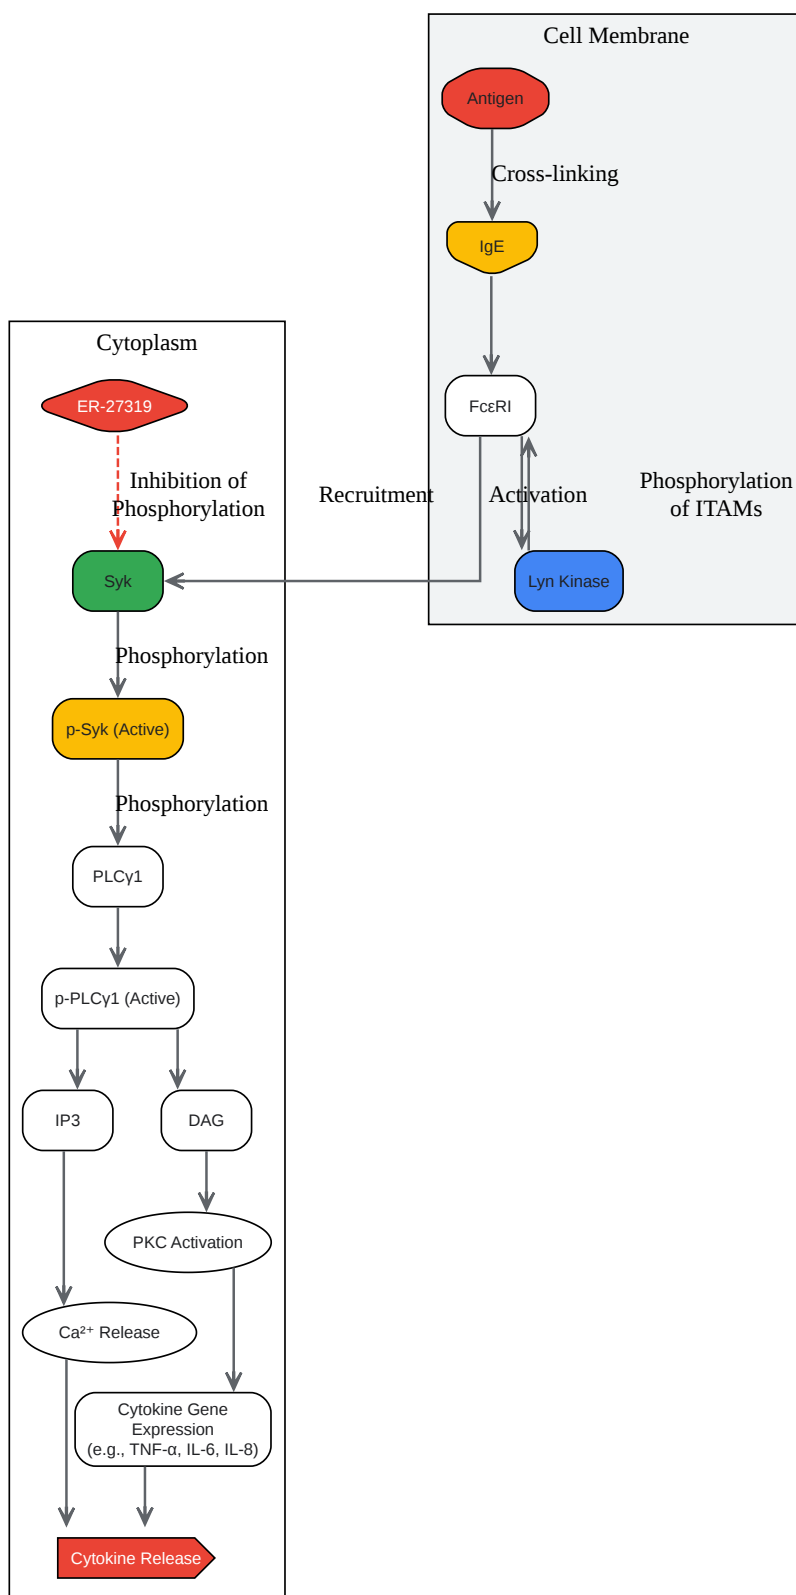 Cell Membrane
Antigen
Cross-linking
IgE
FcεRI
Recruitment
Activation
Phosphorylation
of ITAMs
Lyn Kinase
Cytoplasm
ER-27319
Inhibition of
Phosphorylation
Syk
Phosphorylation
p-Syk (Active)
Phosphorylation
PLCγ1
p-PLCγ1 (Active)
IP3
DAG
PKC Activation
Ca²⁺ Release
Cytokine Gene
Expression
(e.g., TNF-α, IL-6, IL-8)
Cytokine Release